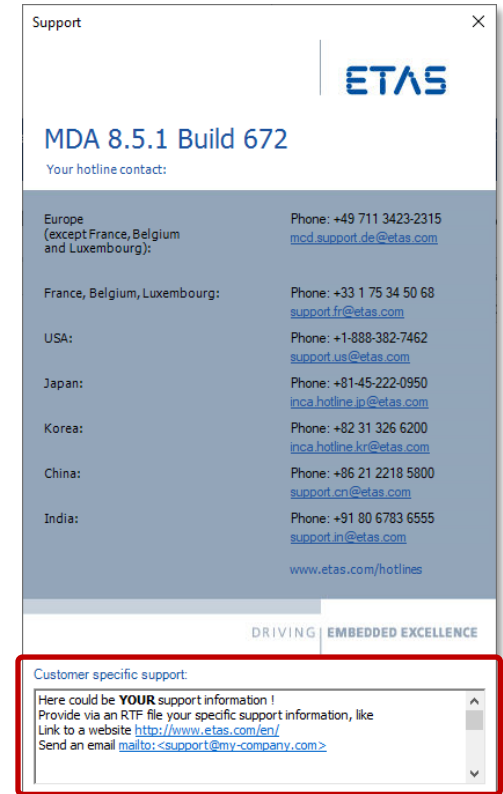 Support
ETAS
MDA 8.5.1 Build 672
Your hotline contact:
Europe
(except France, Belgium
and Luxembourg):
Phone: +49 711 3423-2315
mcd.support.de@etas.com
France, Belgium, Luxembourg:
Phone: +33 1 75 34 50 68
support.fr@etas.com
USA:
Phone: +1-888-382-7462
support.us@etas.com
Japan:
Phone: +81-45-222-0950
inca.hotline.jp@etas.com
Korea:
Phone: +82 31 326 6200
inca.hotline.kr@etas.com
China:
Phone: +86 21 2218 5800
support.cn@etas.com
India:
Phone: +91 80 6783 6555
support.in@etas.com
www.etas.com/hotlines
DRIVING EMBEDDED EXCELLENCE
Customer specific support:
Here could be YOUR support information !
Provide via an RTF file your specific support information, like
Link to a website http://www.etas.com/en/
Send an email mailto:<support@my-company.com>